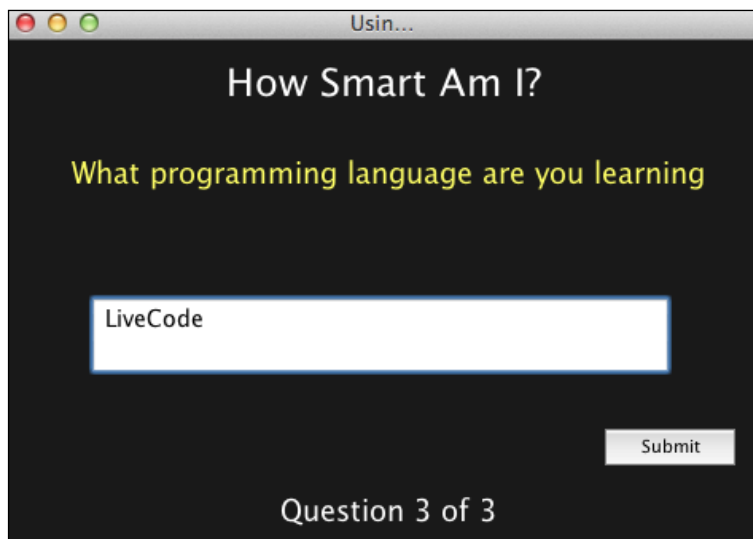 Usin...
How Smart Am I?
What programming language are you learning
LiveCode
Submit
Question 3 of 3